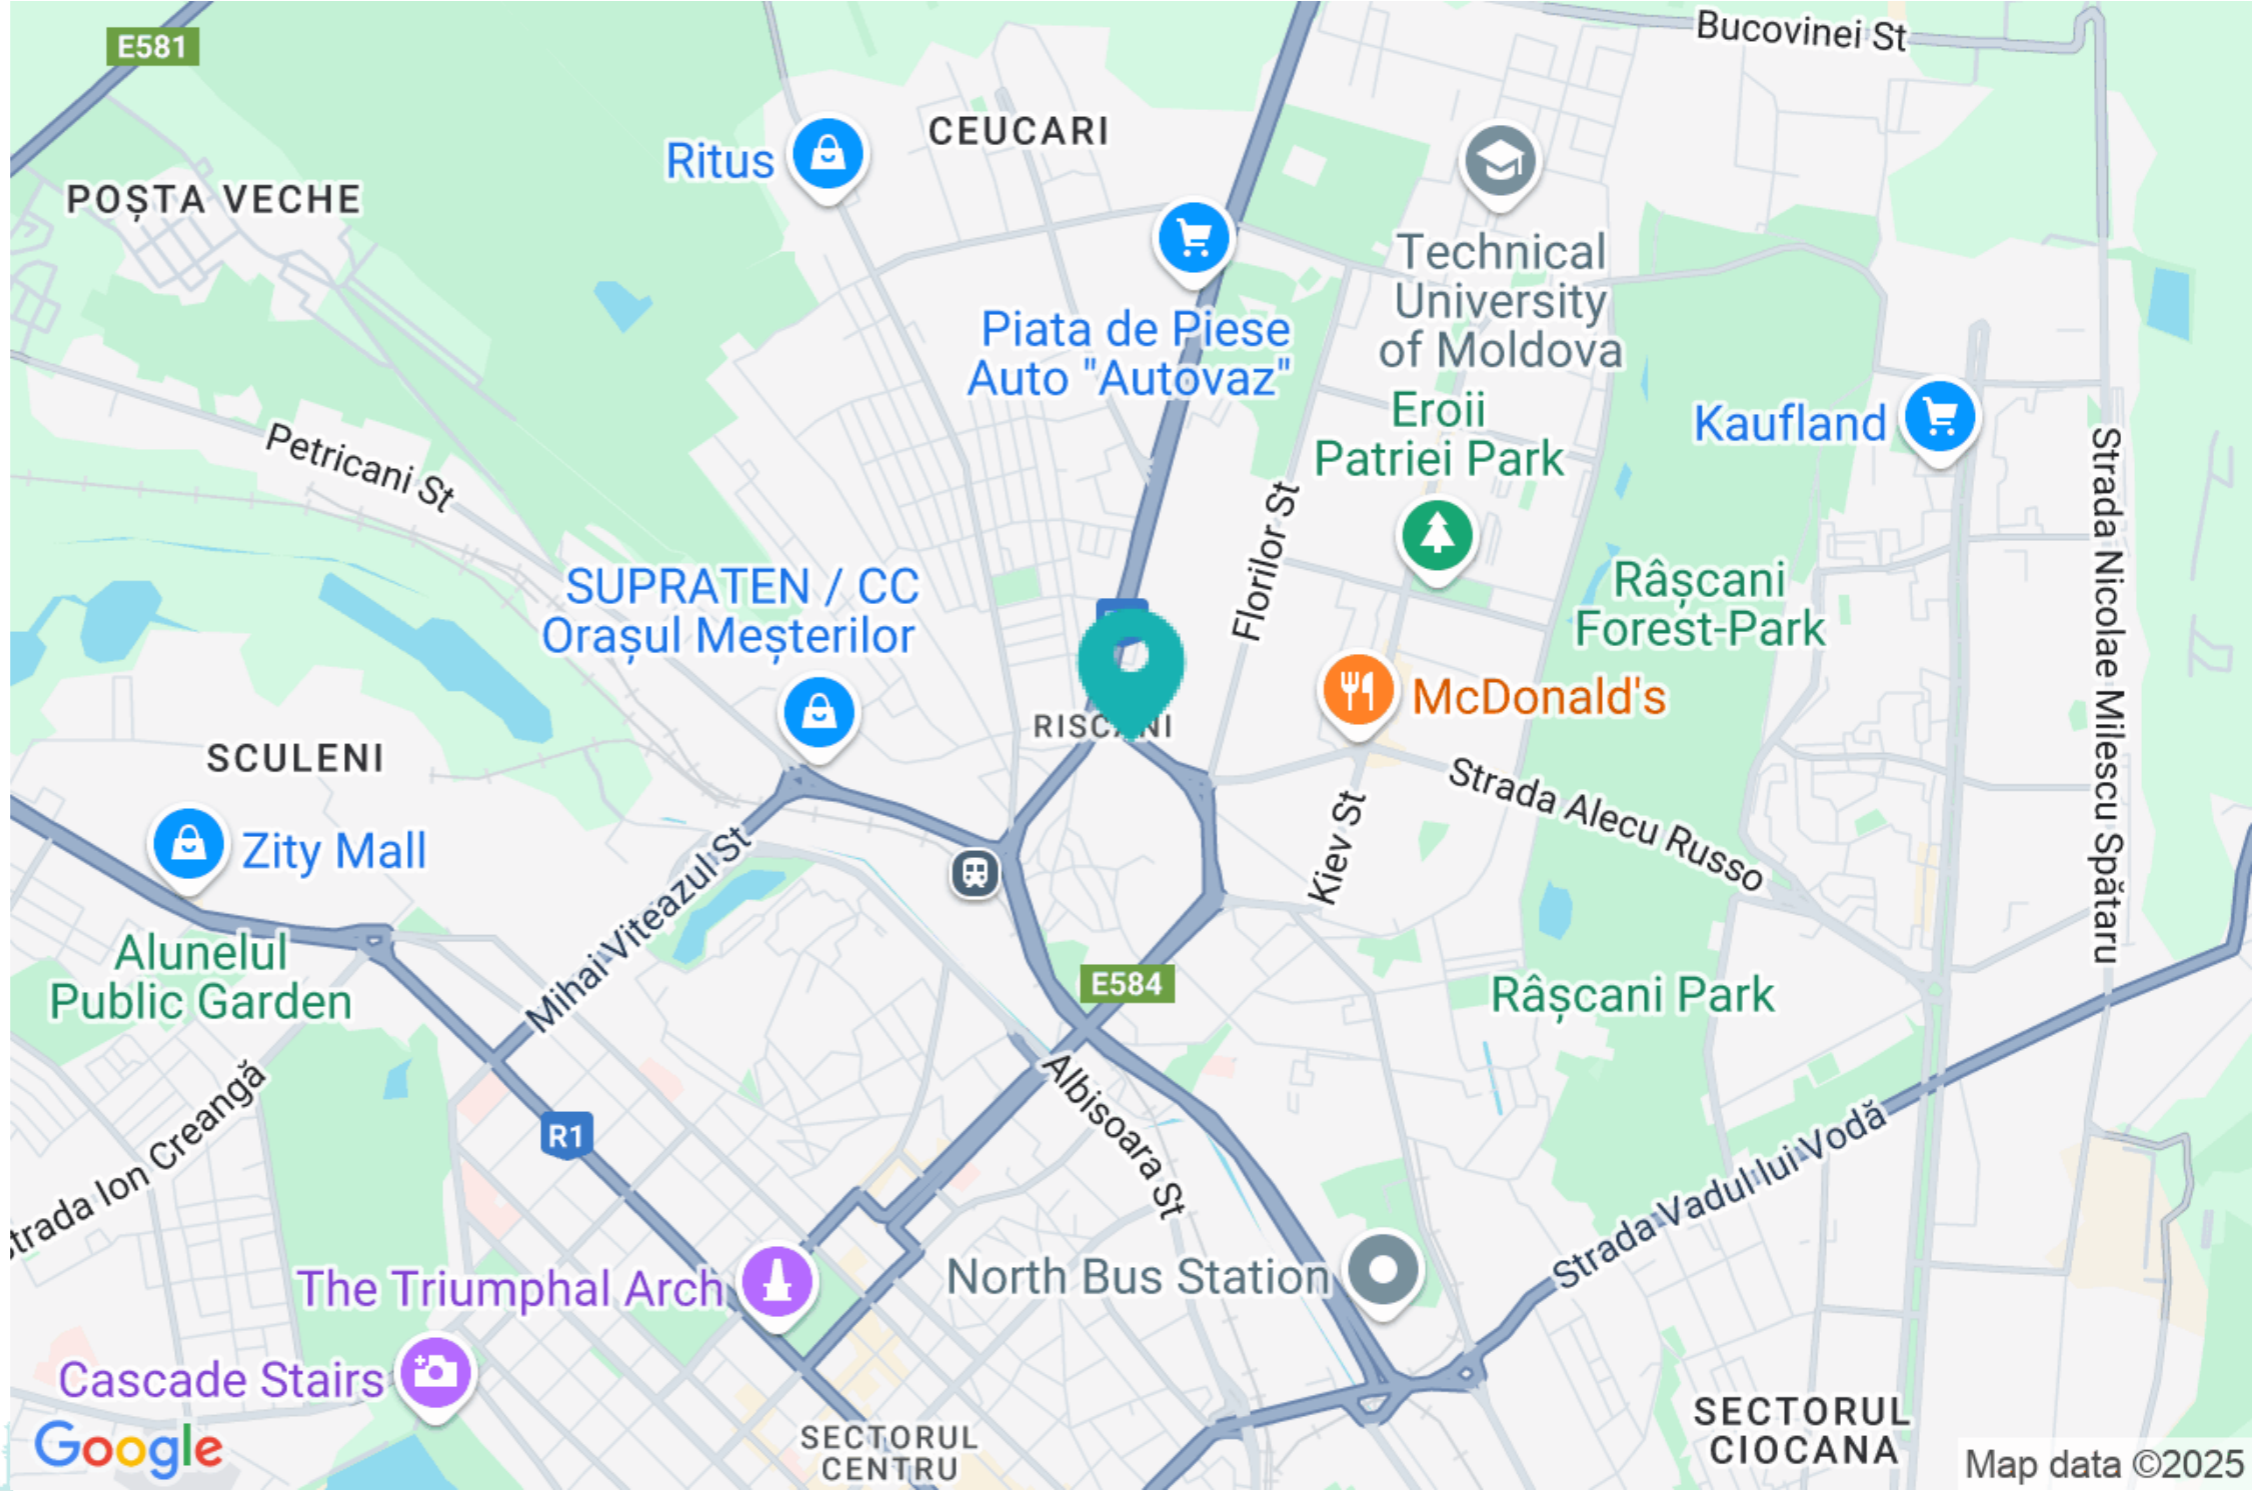 E581
Bucovinei St
CEUCARI
Ritus
POȘTA VECHE
Technical
University
of Moldova
Piata de Piese
Auto "Autovaz"
Eroii
Patriei Park
Kaufland
Petricani St
Florilor St
Strada Nicolae Milescu Spătaru
SUPRATEN / CC
Orașul Meșterilor
Râșcani
Forest-Park
McDonald's
RISCANI
SCULENI
Strada Alecu Russo
Zity Mall
Kiev St
Mihai Viteazul St
Alunelul
Public Garden
E584
Râșcani Park
Albisoara St
R1
Strada Ion Creangă
Strada Vadul lui Vodă
The Triumphal Arch
North Bus Station
Cascade Stairs
SECTORUL
CIOCANA
SECTORUL
CENTRU
Google
Map data ©2025